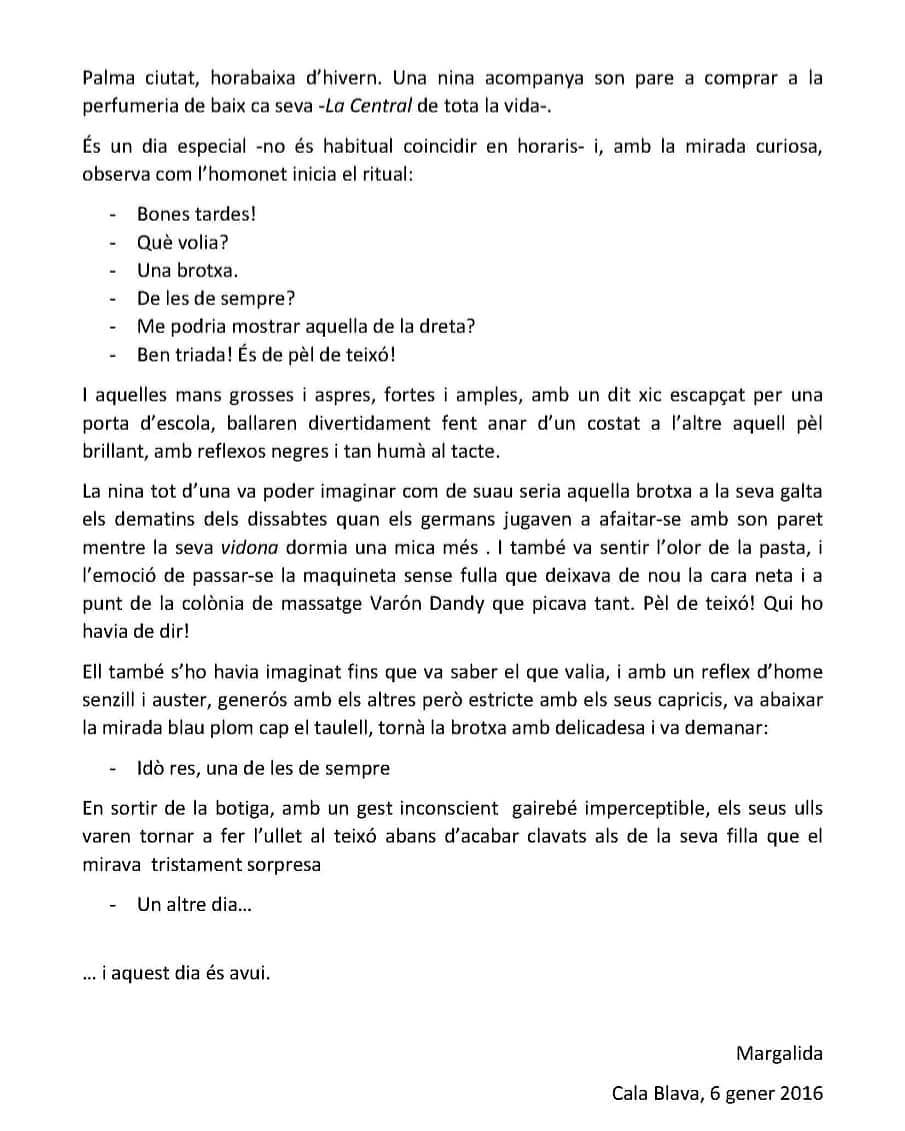 Palma ciutat, horabaixa d’hivern. Una nina acompanya son pare a comprar a la
perfumeria de baix ca seva -La Central de tota la vida-.
És un dia especial -no és habitual coincidir en horaris- i, amb la mirada curiosa,
observa com l’homonet inicia el ritual:
- Bones tardes!
- Què volia?
- Una brotxa.
- De les de sempre?
- Me podria mostrar aquella de la dreta?
- Ben triada! És de pèl de teixó!
I aquelles mans grosses i aspres, fortes i amples, amb un dit xic escapçat per una
porta d’escola, ballaren divertidament fent anar d’un costat a l’altre aquell pèl
brillant, amb reflexos negres i tan humà al tacte.
La nina tot d’una va poder imaginar com de suau seria aquella brotxa a la seva galta
els dematins dels dissabtes quan els germans jugaven a afaitar-se amb son paret
mentre la seva vidona dormia una mica més . I també va sentir l’olor de la pasta, i
l’emoció de passar-se la maquineta sense fulla que deixava de nou la cara neta i a
punt de la colònia de massatge Varón Dandy que picava tant. Pèl de teixó! Qui ho
havia de dir!
Ell també s’ho havia imaginat fins que va saber el que valia, i amb un reflex d’home
senzill i auster, generós amb els altres però estricte amb els seus capricis, va abaixar
la mirada blau plom cap el taulell, tornà la brotxa amb delicadesa i va demanar:
- Idò res, una de les de sempre
En sortir de la botiga, amb un gest inconscient  gairebé imperceptible, els seus ulls
varen tornar a fer l’ullet al teixó abans d’acabar clavats als de la seva filla que el
mirava  tristament sorpresa
- Un altre dia…
… i aquest dia és avui.
Margalida
Cala Blava, 6 gener 2016